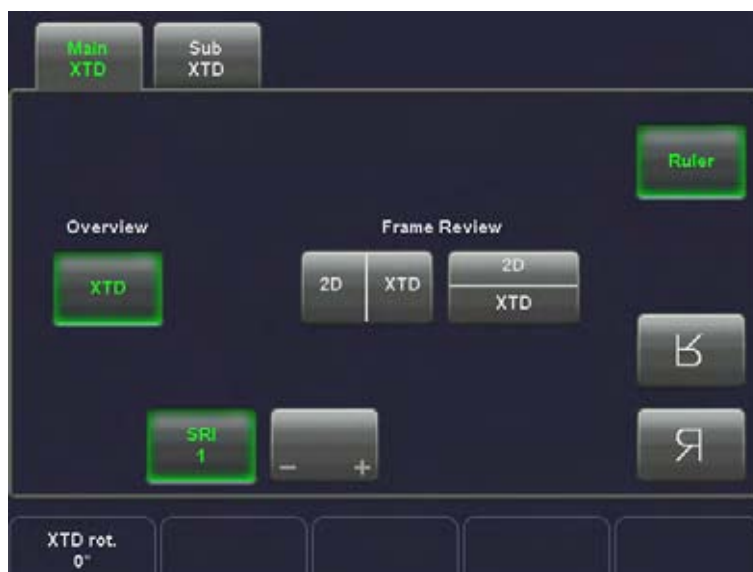 Main
XTD
Sub
XTD
Ruler
Overview
Frame Review
XTD
2D
XTD
2D
XTD
SRI
1
- +
R
Я
XTD rot.
0°